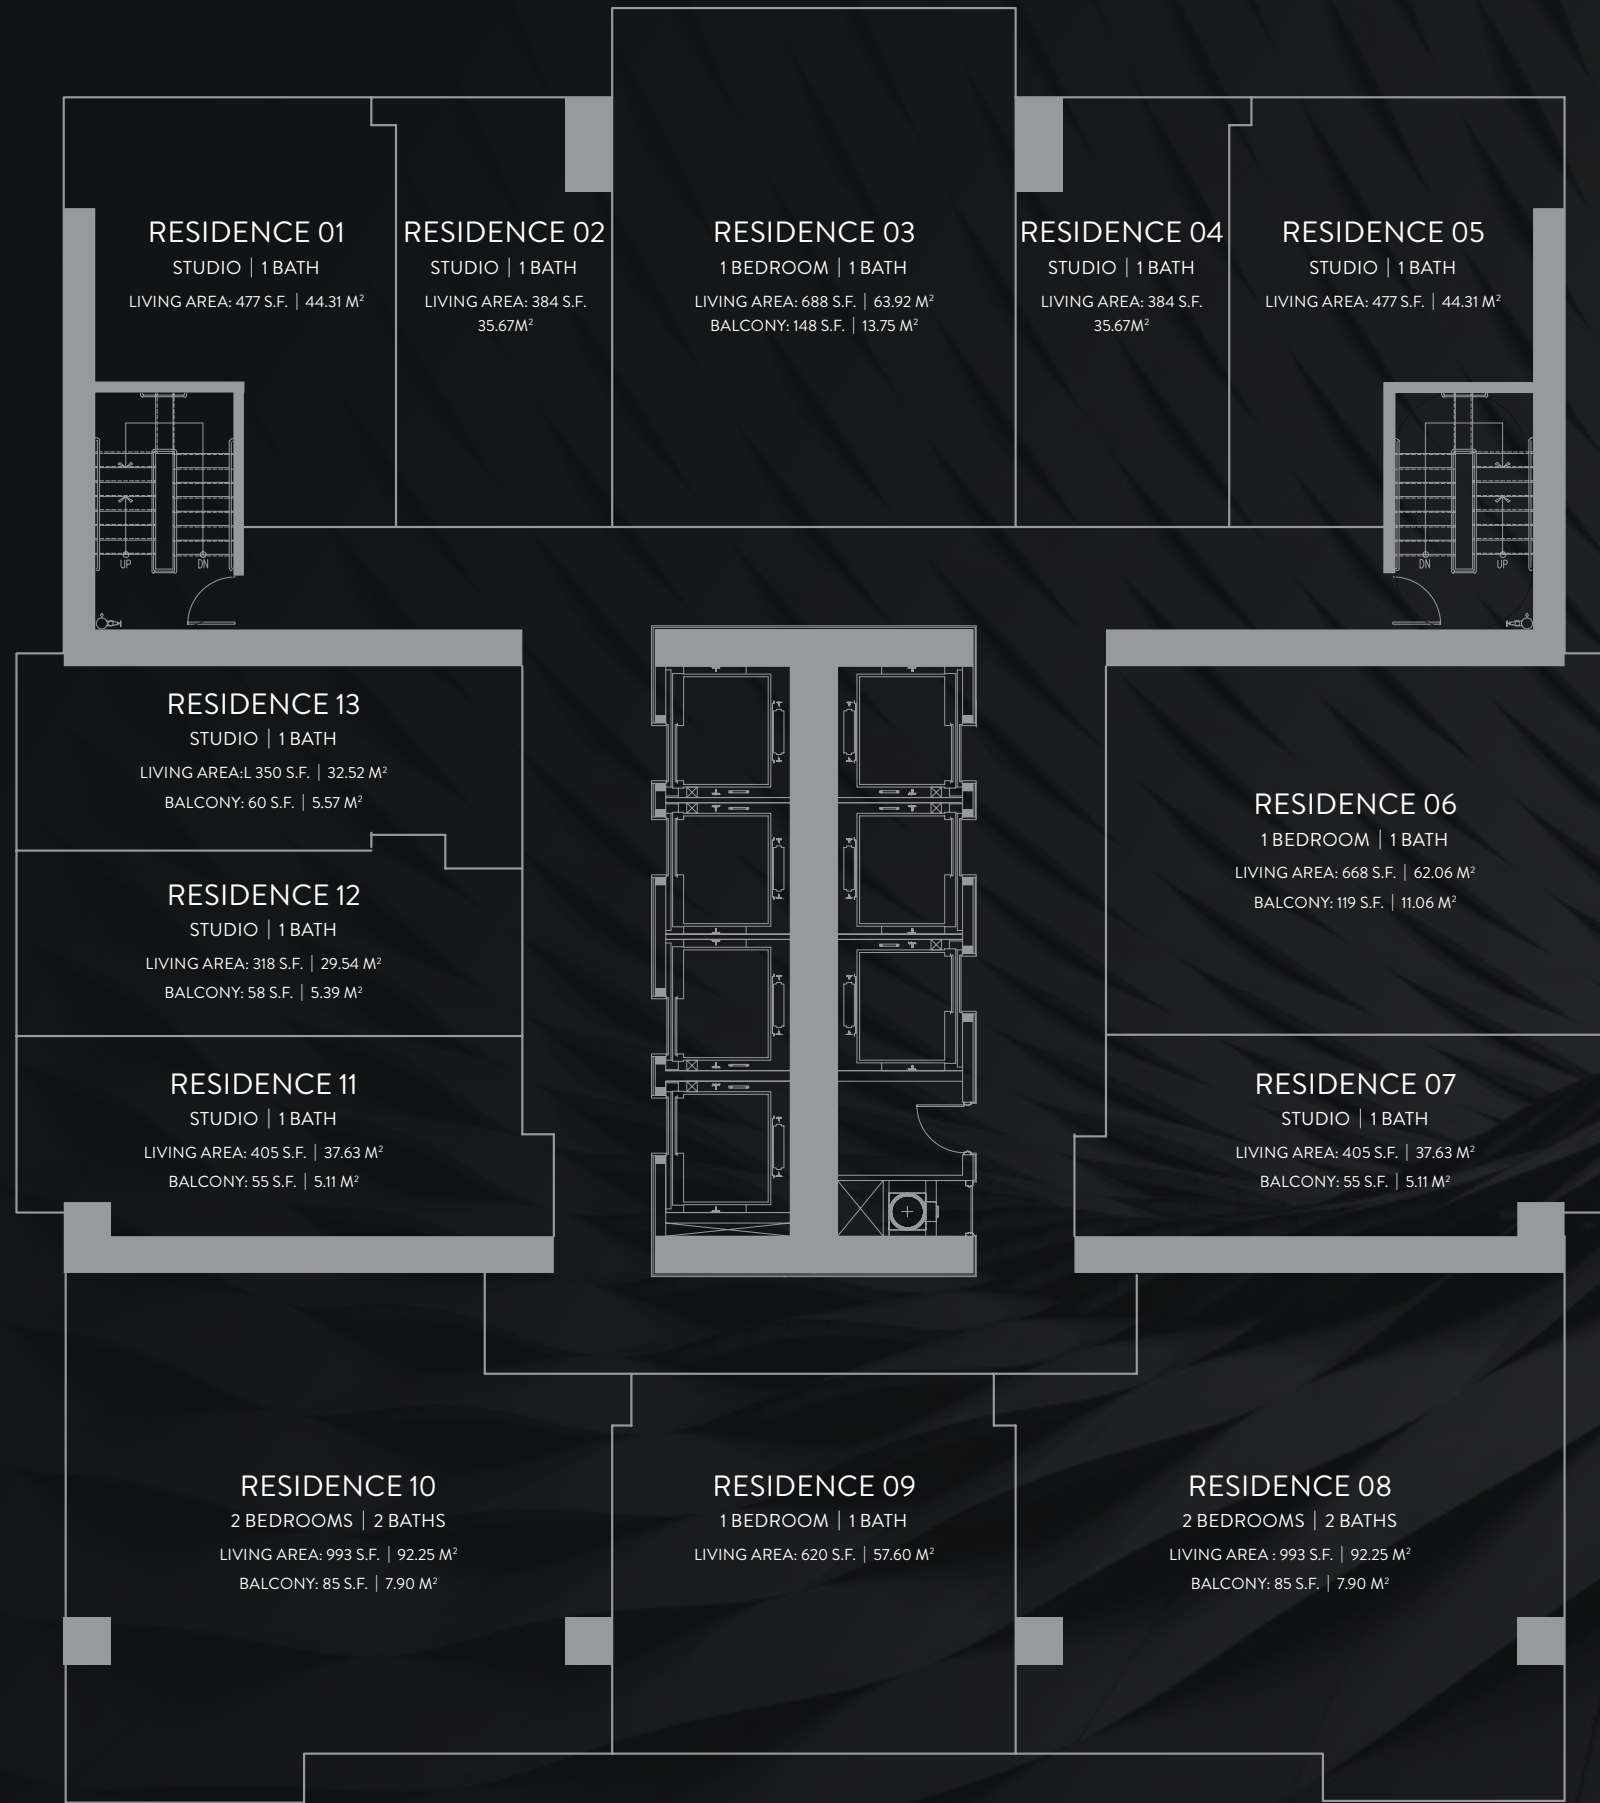 RESIDENCE 01
STUDIO | 1 BATH
LIVING AREA: 477 S.F. | 44.31 M²
RESIDENCE 02
STUDIO | 1 BATH
LIVING AREA: 384 S.F.
35.67M²
RESIDENCE 03
1 BEDROOM | 1 BATH
LIVING AREA: 688 S.F. | 63.92 M²
BALCONY: 148 S.F. | 13.75 M²
RESIDENCE 04
STUDIO | 1 BATH
LIVING AREA: 384 S.F.
35.67M²
RESIDENCE 05
STUDIO | 1 BATH
LIVING AREA: 477 S.F. | 44.31 M²
UP
DN
DN
UP
RESIDENCE 13
STUDIO | 1 BATH
LIVING AREA:L 350 S.F. | 32.52 M²
BALCONY: 60 S.F. | 5.57 M²
RESIDENCE 12
STUDIO | 1 BATH
LIVING AREA: 318 S.F. | 29.54 M²
BALCONY: 58 S.F. | 5.39 M²
RESIDENCE 11
STUDIO | 1 BATH
LIVING AREA: 405 S.F. | 37.63 M²
BALCONY: 55 S.F. | 5.11 M²
RESIDENCE 06
1 BEDROOM | 1 BATH
LIVING AREA: 668 S.F. | 62.06 M²
BALCONY: 119 S.F. | 11.06 M²
RESIDENCE 07
STUDIO | 1 BATH
LIVING AREA: 405 S.F. | 37.63 M²
BALCONY: 55 S.F. | 5.11 M²
RESIDENCE 10
2 BEDROOMS | 2 BATHS
LIVING AREA: 993 S.F. | 92.25 M²
BALCONY: 85 S.F. | 7.90 M²
RESIDENCE 09
1 BEDROOM | 1 BATH
LIVING AREA: 620 S.F. | 57.60 M²
RESIDENCE 08
2 BEDROOMS | 2 BATHS
LIVING AREA : 993 S.F. | 92.25 M²
BALCONY: 85 S.F. | 7.90 M²